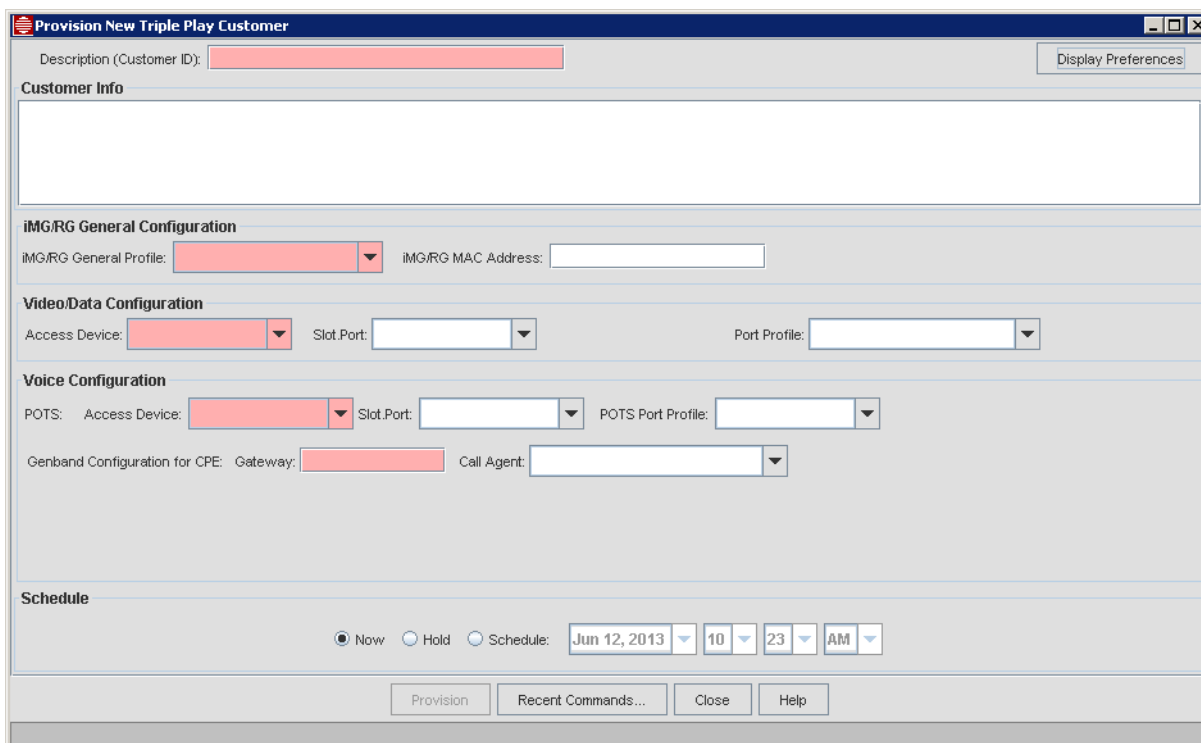 Provision New Triple Play Customer
Description (Customer ID):
Display Preferences
Customer Info
iMG/RG General Configuration
iMG/RG General Profile: iMG/RG MAC Address:
Video/Data Configuration
Access Device: Slot.Port: Port Profile:
Voice Configuration
POTS: Access Device: Slot.Port: POTS Port Profile:
Genband Configuration for CPE: Gateway: Call Agent:
Schedule
Now Hold Schedule: Jun 12, 2013 10 23 AM
Provision Recent Commands... Close Help